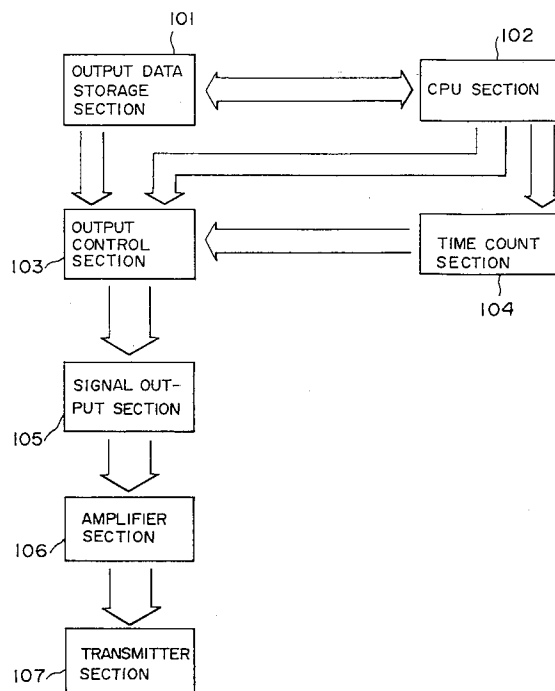 101
OUTPUT DATA
STORAGE
SECTION
102
CPU SECTION
OUTPUT
CONTROL
SECTION
103
TIME COUNT
SECTION
104
SIGNAL OUT-
PUT SECTION
105
AMPLIFIER
SECTION
106
TRANSMITTER
SECTION
107